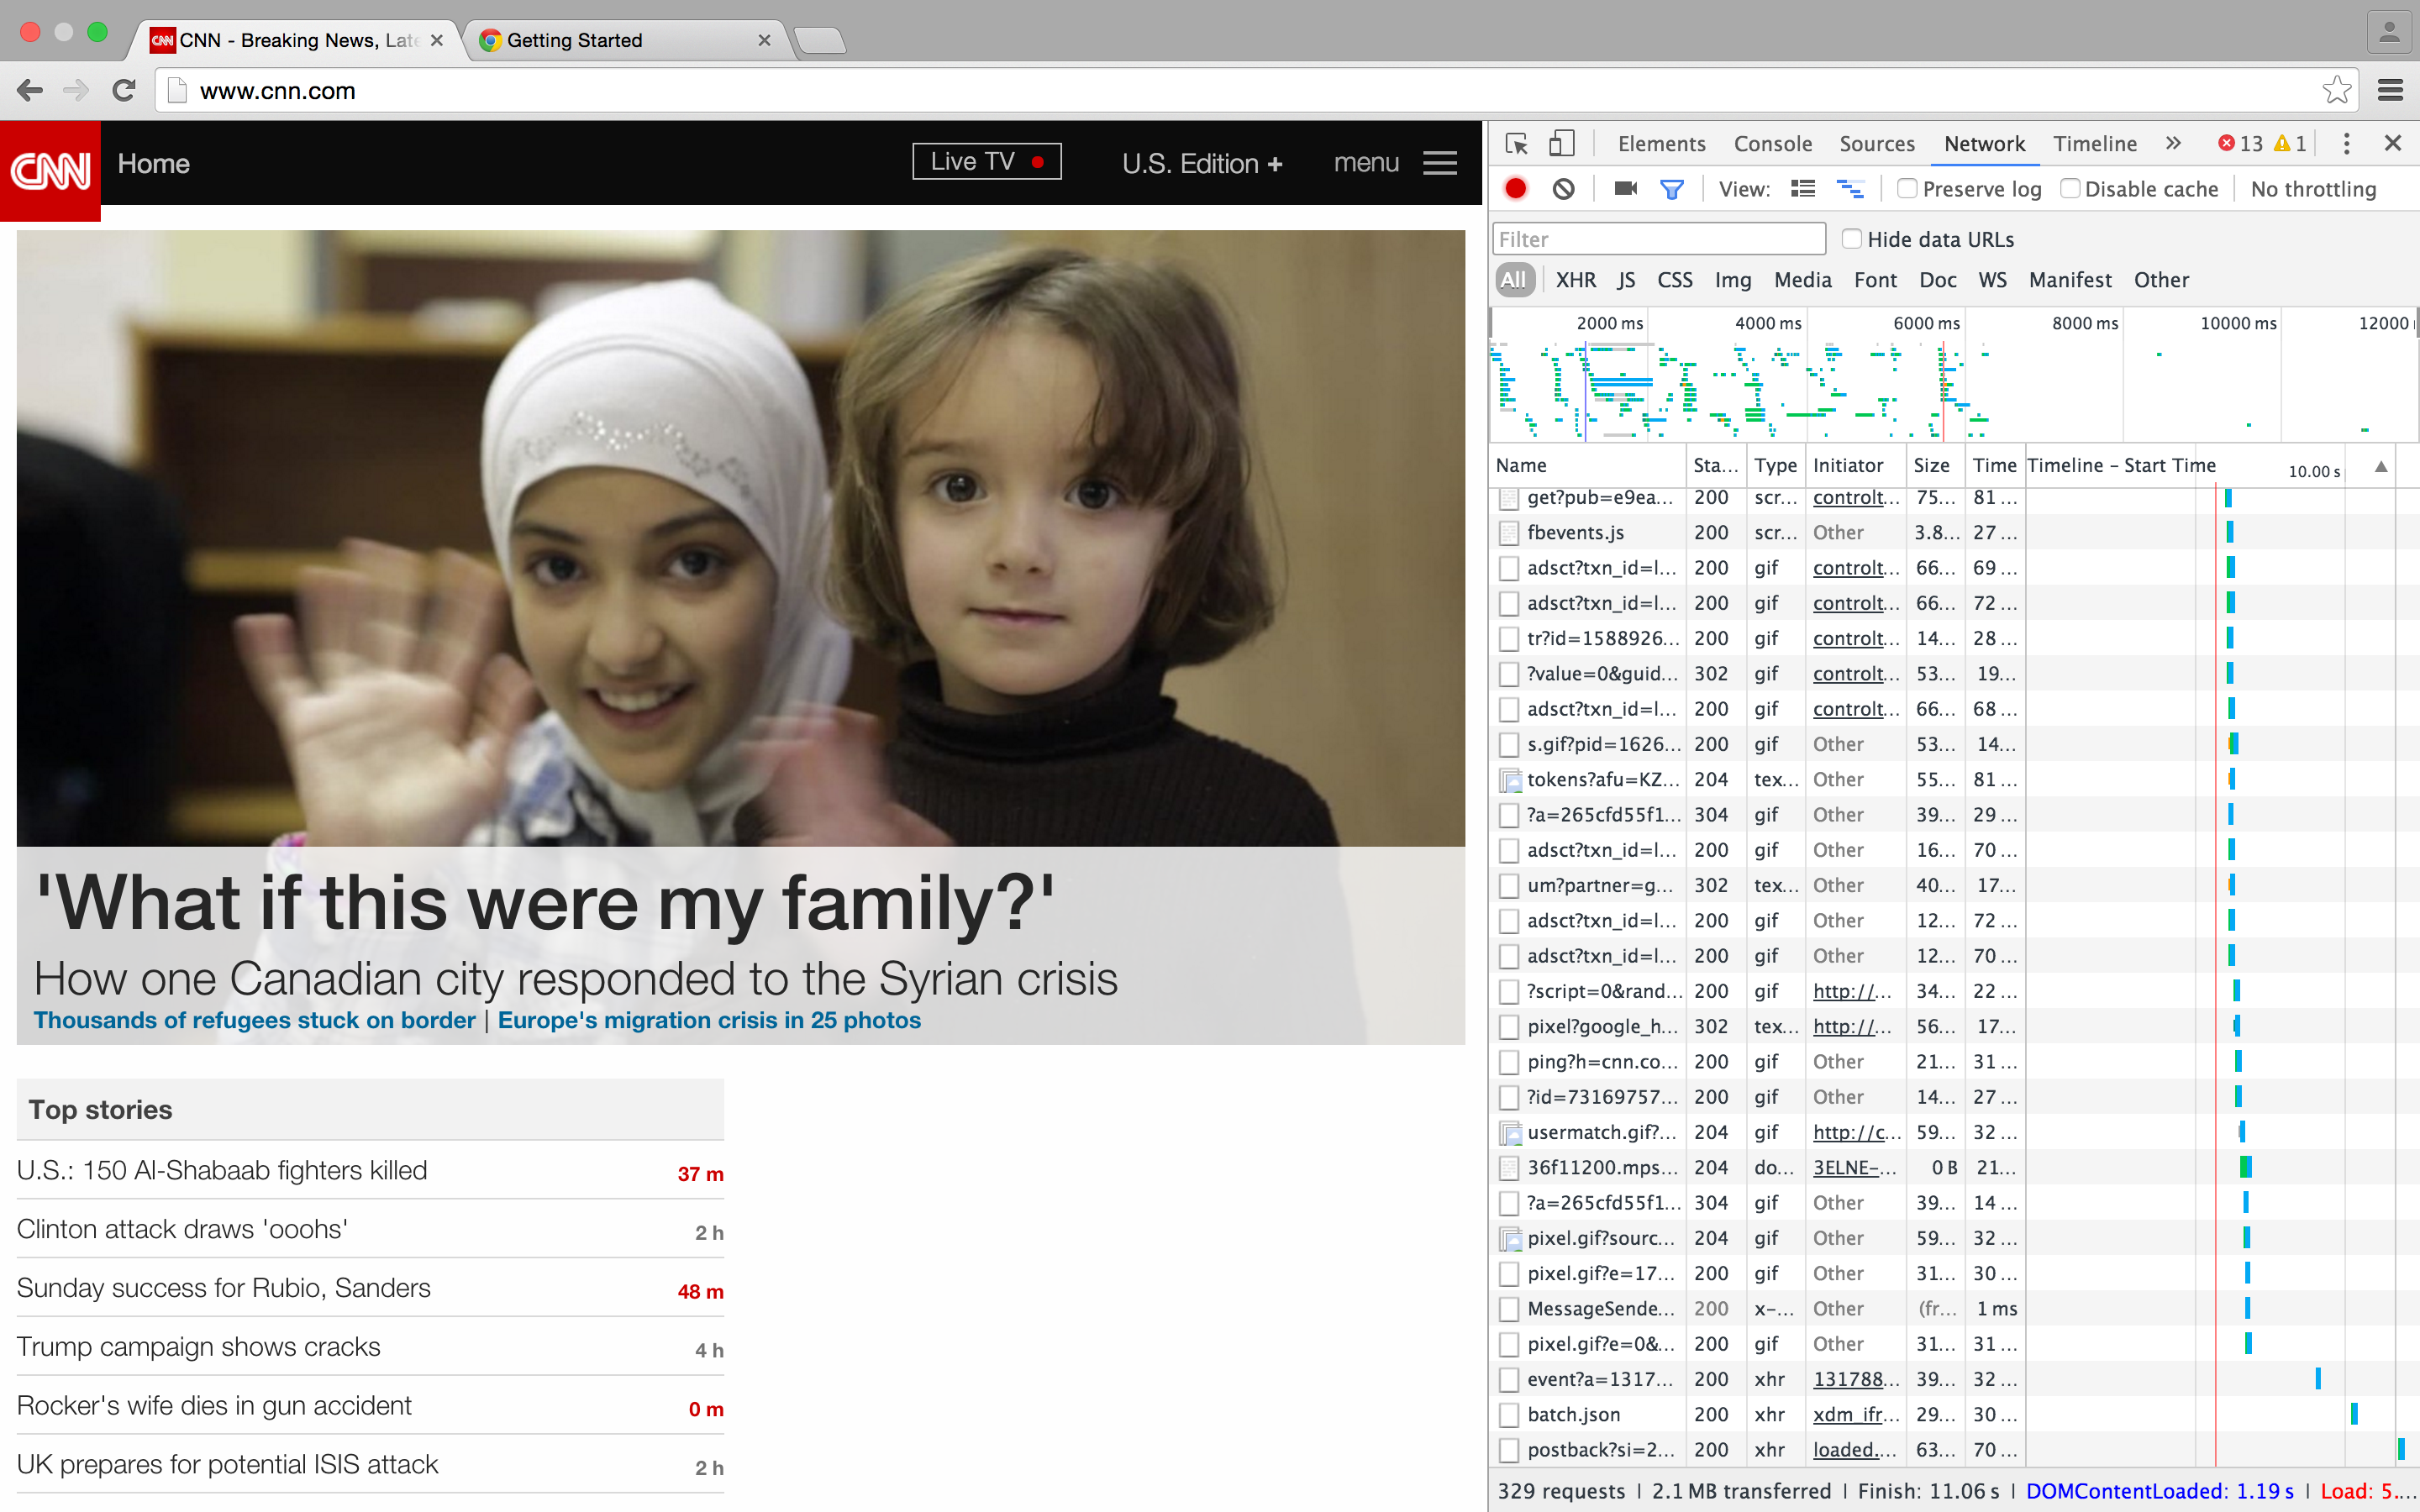 CNN CNN - Breaking News, Late
Getting Started
www.cnn.com
CNN
Home
Live TV
U.S. Edition +
menu
'What if this were my family?'
How one Canadian city responded to the Syrian crisis
Thousands of refugees stuck on border | Europe's migration crisis in 25 photos
Top stories
U.S.: 150 Al-Shabaab fighters killed 37 m
Clinton attack draws 'ooohs' 2 h
Sunday success for Rubio, Sanders 48 m
Trump campaign shows cracks 4 h
Rocker's wife dies in gun accident 0 m
UK prepares for potential ISIS attack 2 h
Elements Console Sources Network Timeline » 13 1
View: Preserve log Disable cache No throttling
Filter Hide data URLs
All XHR JS CSS Img Media Font Doc WS Manifest Other
2000 ms 4000 ms 6000 ms 8000 ms 10000 ms 12000
Name Sta... Type Initiator Size Time Timeline – Start Time 10.00 s
get?pub=e9ea... 200 scr... controlt... 75... 81 ...
fbevents.js 200 scr... Other 3.8... 27 ...
adsct?txn_id=l... 200 gif controlt... 66... 69 ...
adsct?txn_id=l... 200 gif controlt... 66... 72 ...
tr?id=1588926... 200 gif controlt... 14... 28 ...
?value=0&guid... 302 gif controlt... 53... 19...
adsct?txn_id=l... 200 gif controlt... 66... 68 ...
s.gif?pid=1626... 200 gif Other 53... 14...
tokens?afu=KZ... 204 tex... Other 55... 81 ...
?a=265cfd55f1... 304 gif Other 39... 29 ...
adsct?txn_id=l... 200 gif Other 16... 70 ...
um?partner=g... 302 tex... Other 40... 17...
adsct?txn_id=l... 200 gif Other 12... 72 ...
adsct?txn_id=l... 200 gif Other 12... 70 ...
?script=0&rand... 200 gif http://... 34... 22 ...
pixel?google_h... 302 tex... http://... 56... 17...
ping?h=cnn.co... 200 gif Other 21... 31 ...
?id=73169757... 200 gif Other 14... 27 ...
usermatch.gif?... 204 gif http://c... 59... 32 ...
36f11200.mps... 204 do... 3ELNE-... 0 B 21...
?a=265cfd55f1... 304 gif Other 39... 14 ...
pixel.gif?sourc... 204 gif Other 59... 32 ...
pixel.gif?e=17... 200 gif Other 31... 30 ...
MessageSende... 200 x-... Other (fr... 1 ms
pixel.gif?e=0&... 200 gif Other 31... 31 ...
event?a=1317... 200 xhr 131788... 39... 32 ...
batch.json 200 xhr xdm_ifr... 29... 30 ...
postback?si=2... 200 xhr loaded.... 63... 70 ...
329 requests | 2.1 MB transferred | Finish: 11.06 s | DOMContentLoaded: 1.19 s | Load: 5....